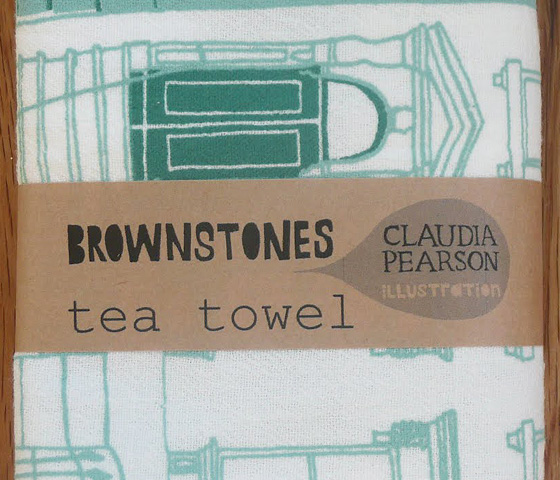 BROWNSTONES
tea towel
CLAUDIA
PEARSON
ILLUSTRATION